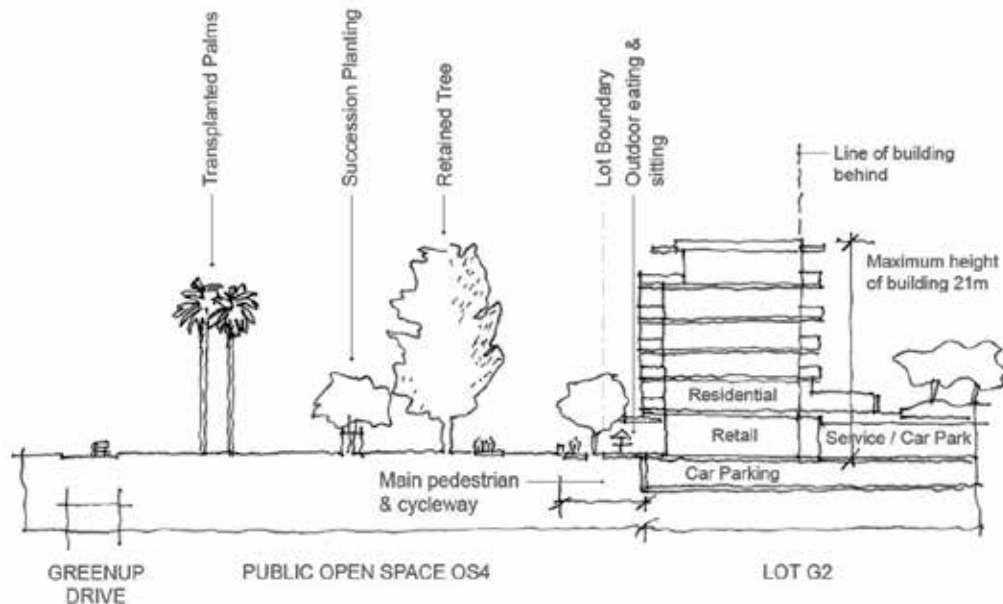 Transplanted Palms
Succession Planting
Retained Tree
Lot Boundary
Outdoor eating &
sitting
Line of building
behind
Maximum height
of building 21m
Residential
Retail
Service / Car Park
Car Parking
Main pedestrian
& cycleway
GREENUP
DRIVE
PUBLIC OPEN SPACE OS4
LOT G2